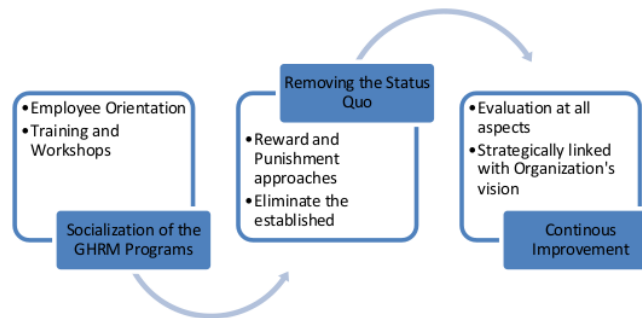 •Employee Orientation
•Training and
Workshops
Socialization of the
GHRM Programs
Removing the Status
Quo
•Reward and
Punishment
approaches
•Eliminate the
established
•Evaluation at all
aspects
•Strategically linked
with Organization's
vision
Continous
Improvement